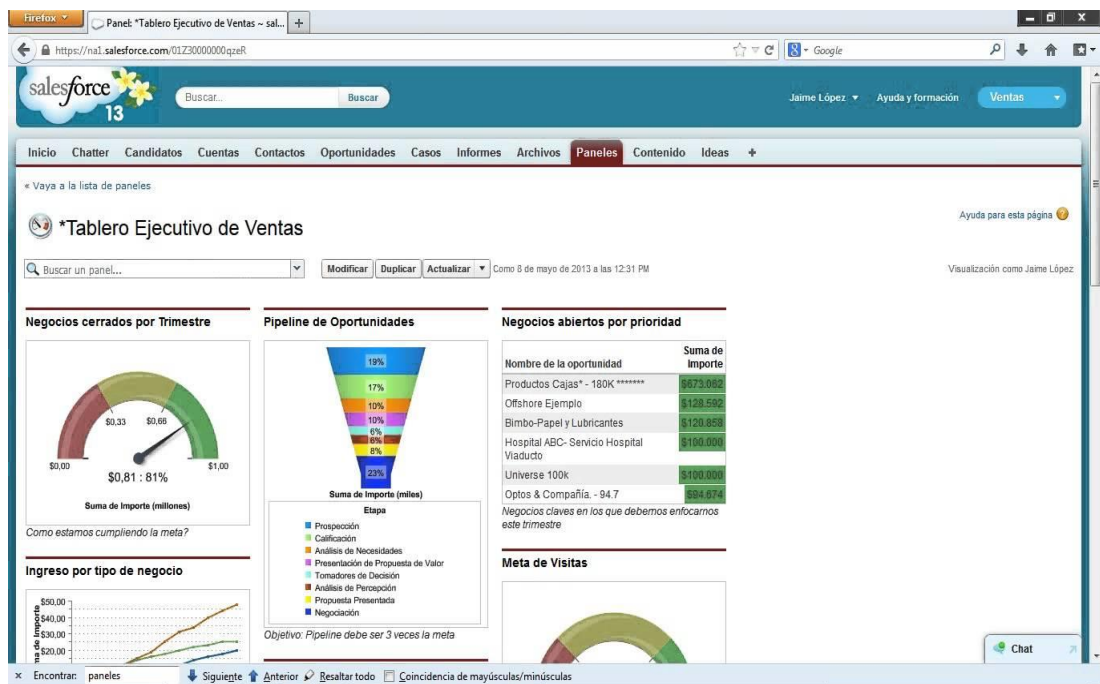 Firefox
Panel: *Tablero Ejecutivo de Ventas ~ sal...
https://na1.salesforce.com/01Z30000000qzeR
Google
salesforce
13
Buscar...
Buscar
Jaime López
Ayuda y formación
Ventas
Inicio Chatter Candidatos Cuentas Contactos Oportunidades Casos Informes Archivos Paneles Contenido Ideas +
« Vaya a la lista de paneles
Ayuda para esta página
*Tablero Ejecutivo de Ventas
Buscar un panel...
Modificar Duplicar Actualizar
Como 8 de mayo de 2013 a las 12:31 PM
Visualización como Jaime López
Negocios cerrados por Trimestre
$0,33 $0,66
$0,00 $1,00
$0,81 : 81%
Suma de Importe (millones)
Como estamos cumpliendo la meta?
Ingreso por tipo de negocio
$50,00
$40,00
$30,00
$20,00
de Importe
Pipeline de Oportunidades
19%
17%
10%
10%
6%
6%
8%
23%
Suma de Importe (miles)
Etapa
Prospección
Calificación
Análisis de Necesidades
Presentación de Propuesta de Valor
Tomadores de Decisión
Análisis de Percepción
Propuesta Presentada
Negociación
Objetivo: Pipeline debe ser 3 veces la meta
Negocios abiertos por prioridad
Nombre de la oportunidad Suma de
Importe
Productos Cajas* - 180K ******* $673.062
Offshore Ejemplo $128.592
Bimbo-Papel y Lubricantes $120.858
Hospital ABC- Servicio Hospital $100.000
Viaducto
Universe 100k $100.000
Optos & Compañía. - 94.7 $94.674
Negocios claves en los que debemos enfocarnos
este trimestre
Meta de Visitas
Chat
x Encontrar: paneles Siguiente Anterior Resaltar todo Coincidencia de mayúsculas/minúsculas